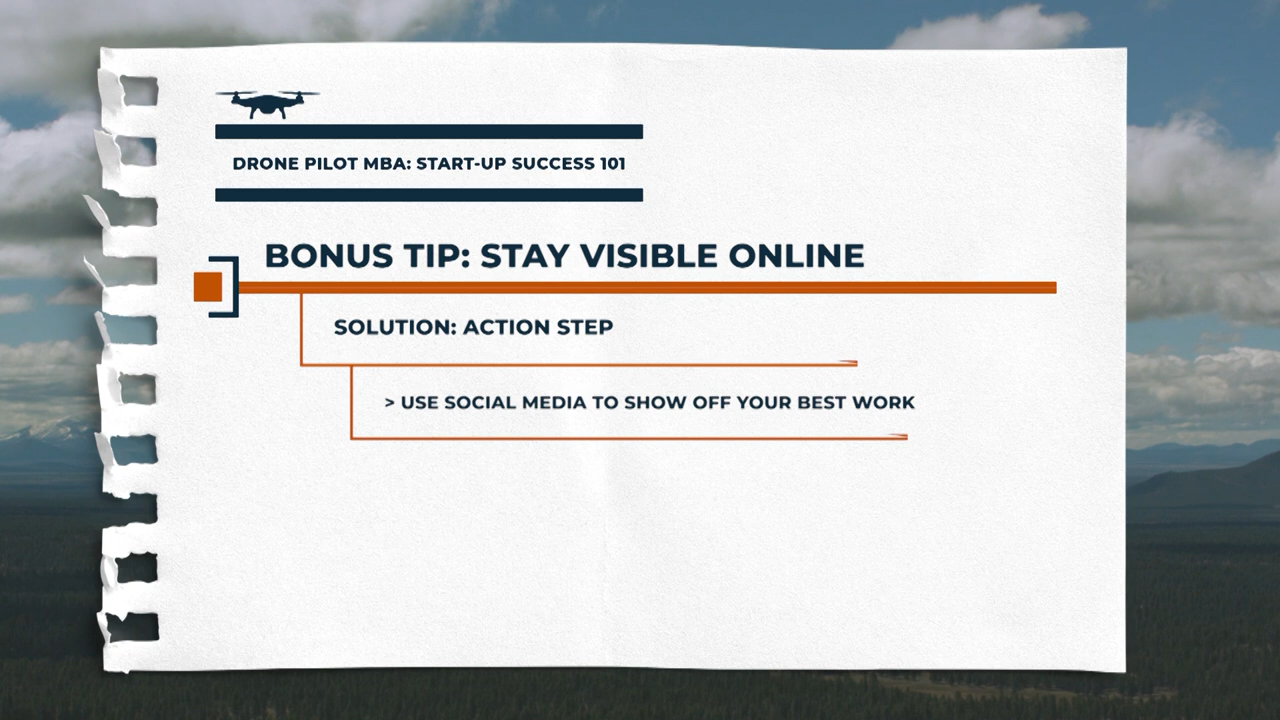 DRONE PILOT MBA: START-UP SUCCESS 101
BONUS TIP: STAY VISIBLE ONLINE
SOLUTION: ACTION STEP
> USE SOCIAL MEDIA TO SHOW OFF YOUR BEST WORK